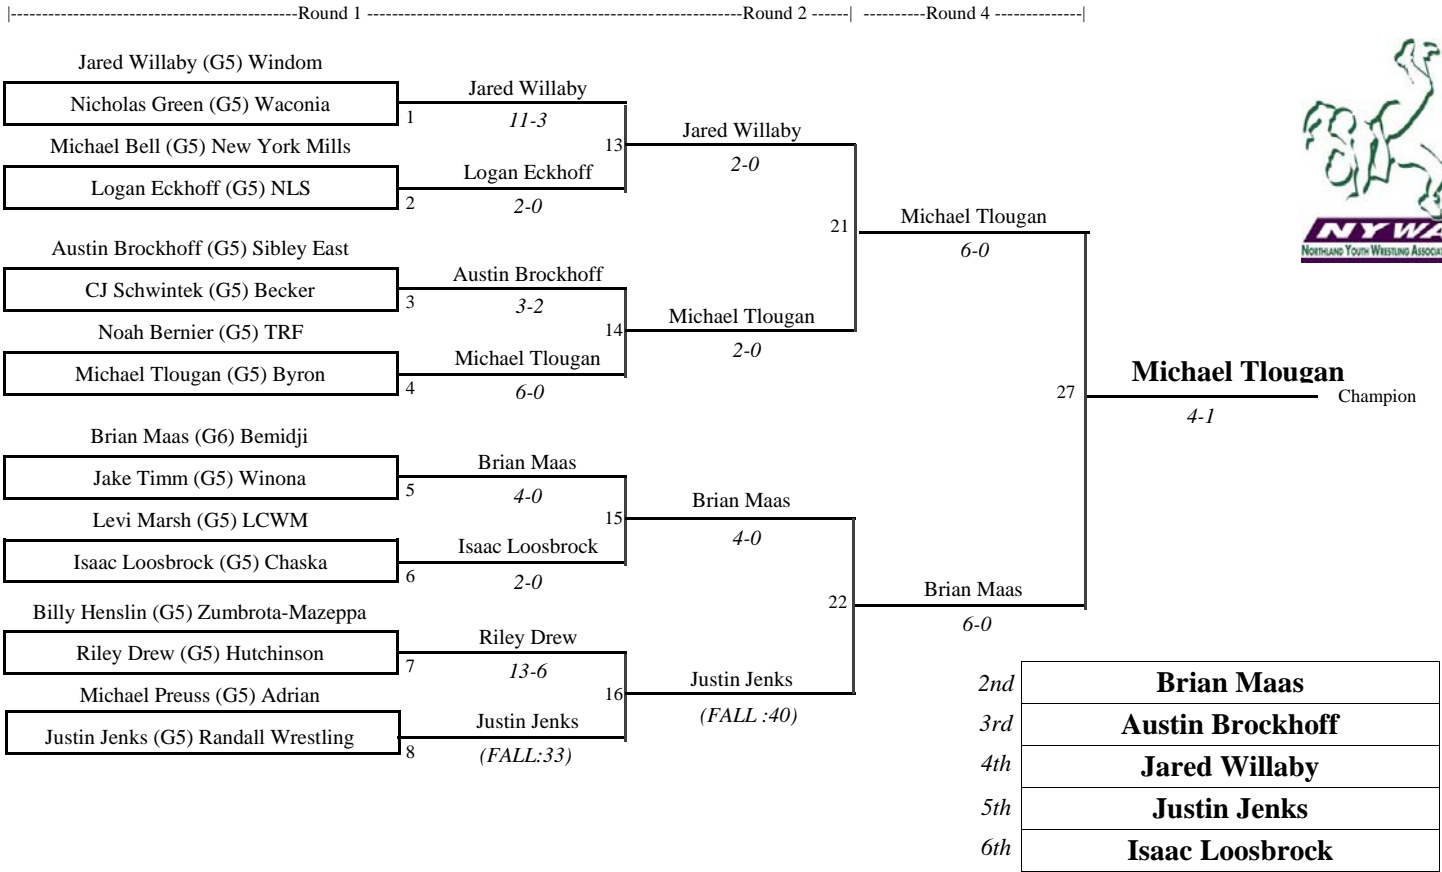 |----------------------------------------------Round 1 ------------------------------------------------------------Round 2 ------| ----------Round 4 --------------|
Jared Willaby (G5) Windom
Nicholas Green (G5) Waconia
1
Michael Bell (G5) New York Mills
Logan Eckhoff (G5) NLS
2
Austin Brockhoff (G5) Sibley East
CJ Schwintek (G5) Becker
3
Noah Bernier (G5) TRF
Michael Tlougan (G5) Byron
4
Brian Maas (G6) Bemidji
Jake Timm (G5) Winona
5
Levi Marsh (G5) LCWM
Isaac Loosbrock (G5) Chaska
6
Billy Henslin (G5) Zumbrota-Mazeppa
Riley Drew (G5) Hutchinson
7
Michael Preuss (G5) Adrian
Justin Jenks (G5) Randall Wrestling
8
Jared Willaby
11-3
13
Logan Eckhoff
2-0
Austin Brockhoff
3-2
14
Michael Tlougan
6-0
Brian Maas
4-0
15
Isaac Loosbrock
2-0
Riley Drew
13-6
16
Justin Jenks
(FALL:33)
Jared Willaby
2-0
21
Michael Tlougan
2-0
Brian Maas
4-0
22
Justin Jenks
(FALL :40)
Michael Tlougan
6-0
27
Brian Maas
6-0
Michael Tlougan
Champion
4-1
NYWA
NORTHLAND YOUTH WRESTLING
2nd Brian Maas
3rd Austin Brockhoff
4th Jared Willaby
5th Justin Jenks
6th Isaac Loosbrock